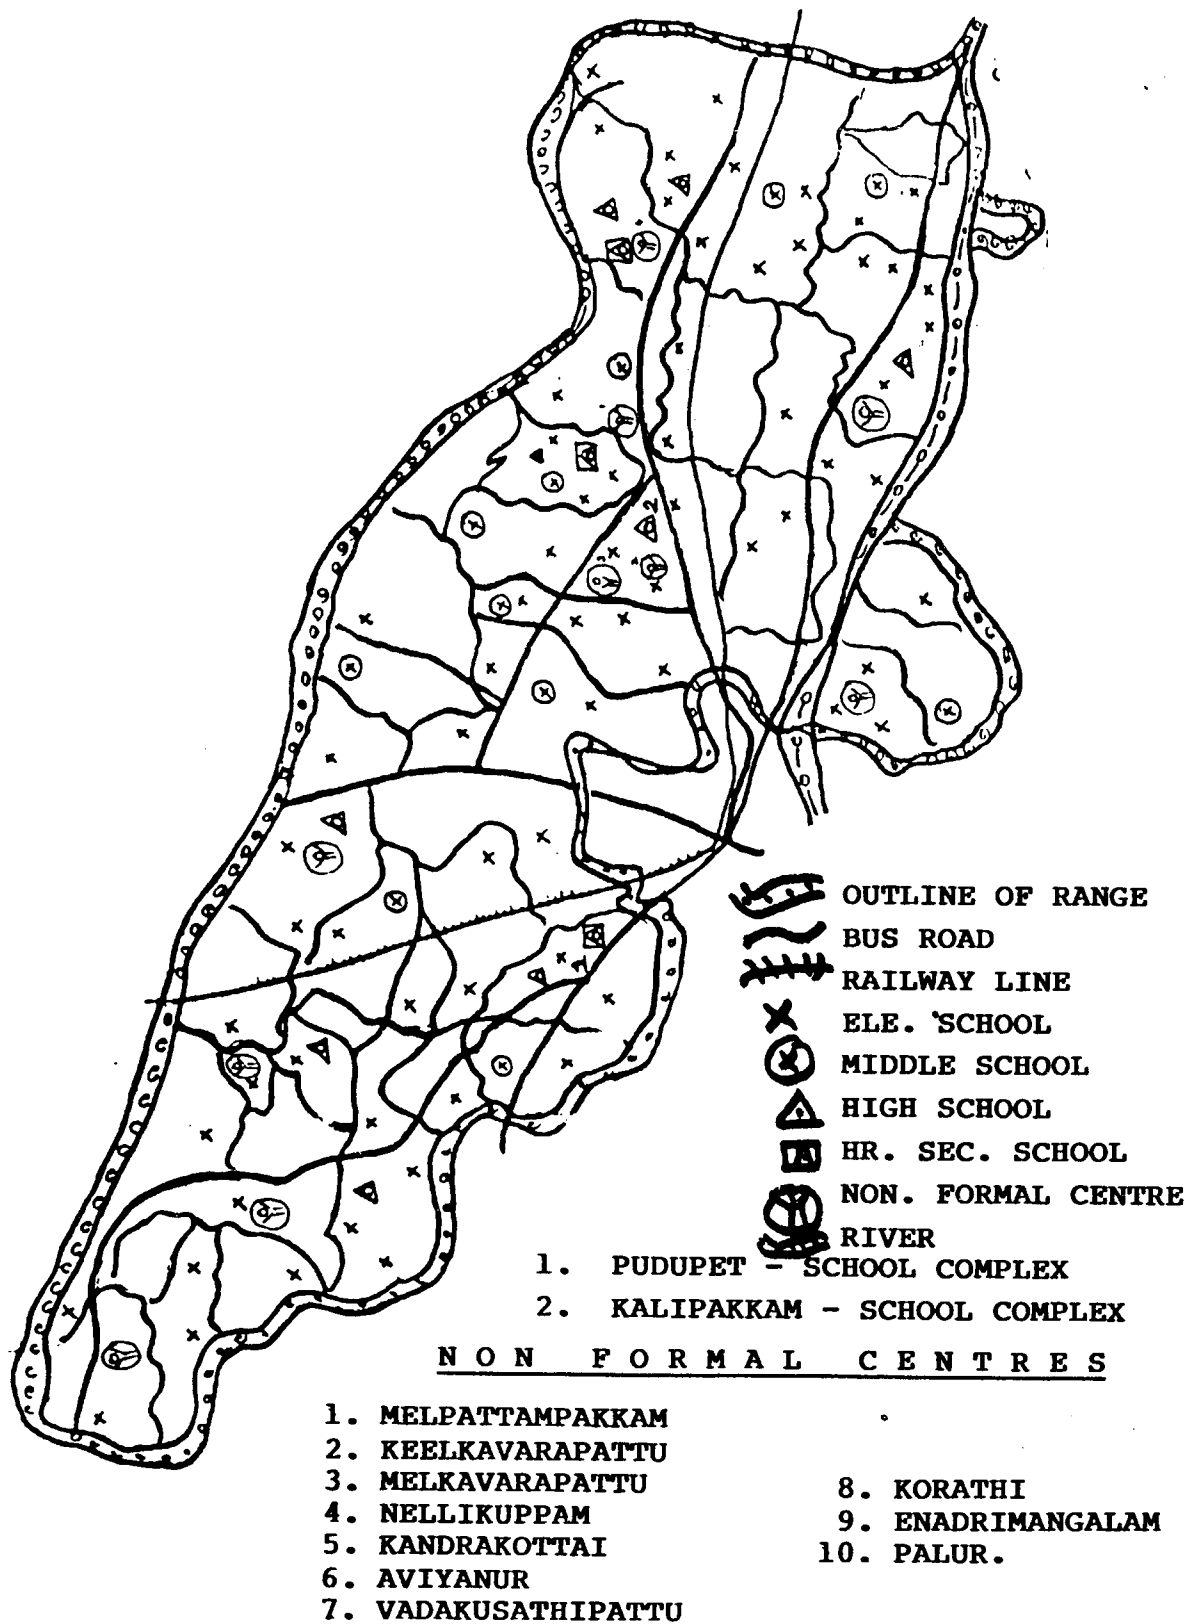 2
1
OUTLINE OF RANGE
BUS ROAD
RAILWAY LINE
ELE. SCHOOL
MIDDLE SCHOOL
HIGH SCHOOL
HR. SEC. SCHOOL
NON. FORMAL CENTRE
RIVER
1. PUDUPET - SCHOOL COMPLEX
2. KALIPAKKAM - SCHOOL COMPLEX
NON FORMAL CENTRES
1. MELPATTAMPAKKAM
2. KEELKAVARAPATTU
3. MELKAVARAPATTU
4. NELLIKUPPAM
5. KANDRAKOTTAI
6. AVIYANUR
7. VADAKUSATHIPATTU
8. KORATHI
9. ENADRIMANGALAM
10. PALUR.